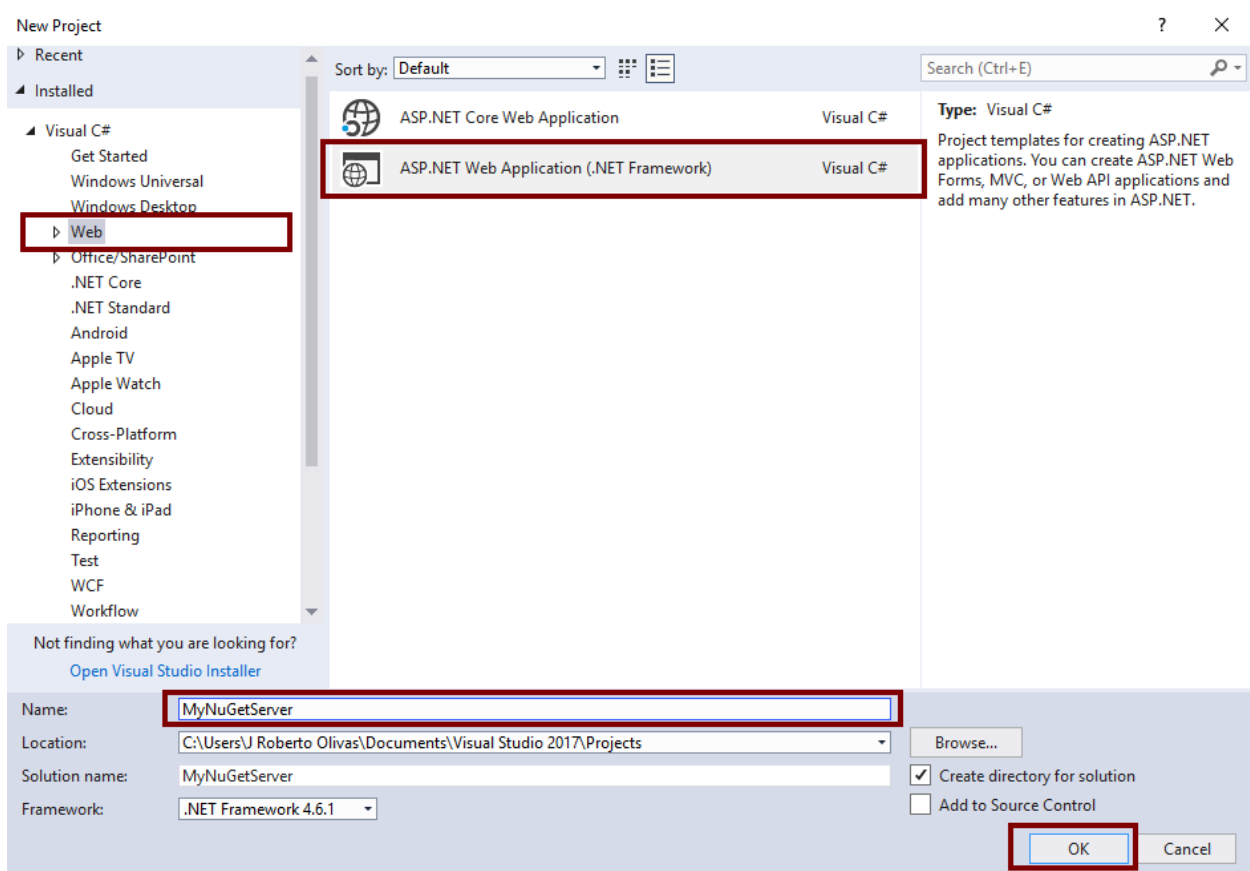 New Project
? ×
Recent
Installed
Visual C#
Get Started
Windows Universal
Windows Desktop
Web
Office/SharePoint
.NET Core
.NET Standard
Android
Apple TV
Apple Watch
Cloud
Cross-Platform
Extensibility
iOS Extensions
iPhone & iPad
Reporting
Test
WCF
Workflow
Not finding what you are looking for?
Open Visual Studio Installer
Sort by: Default
ASP.NET Core Web Application Visual C#
ASP.NET Web Application (.NET Framework) Visual C#
Search (Ctrl+E)
Type: Visual C#
Project templates for creating ASP.NET
applications. You can create ASP.NET Web
Forms, MVC, or Web API applications and
add many other features in ASP.NET.
Name: MyNuGetServer
Location: C:\Users\J Roberto Olivas\Documents\Visual Studio 2017\Projects Browse...
Solution name: MyNuGetServer Create directory for solution
Framework: .NET Framework 4.6.1 Add to Source Control
OK Cancel